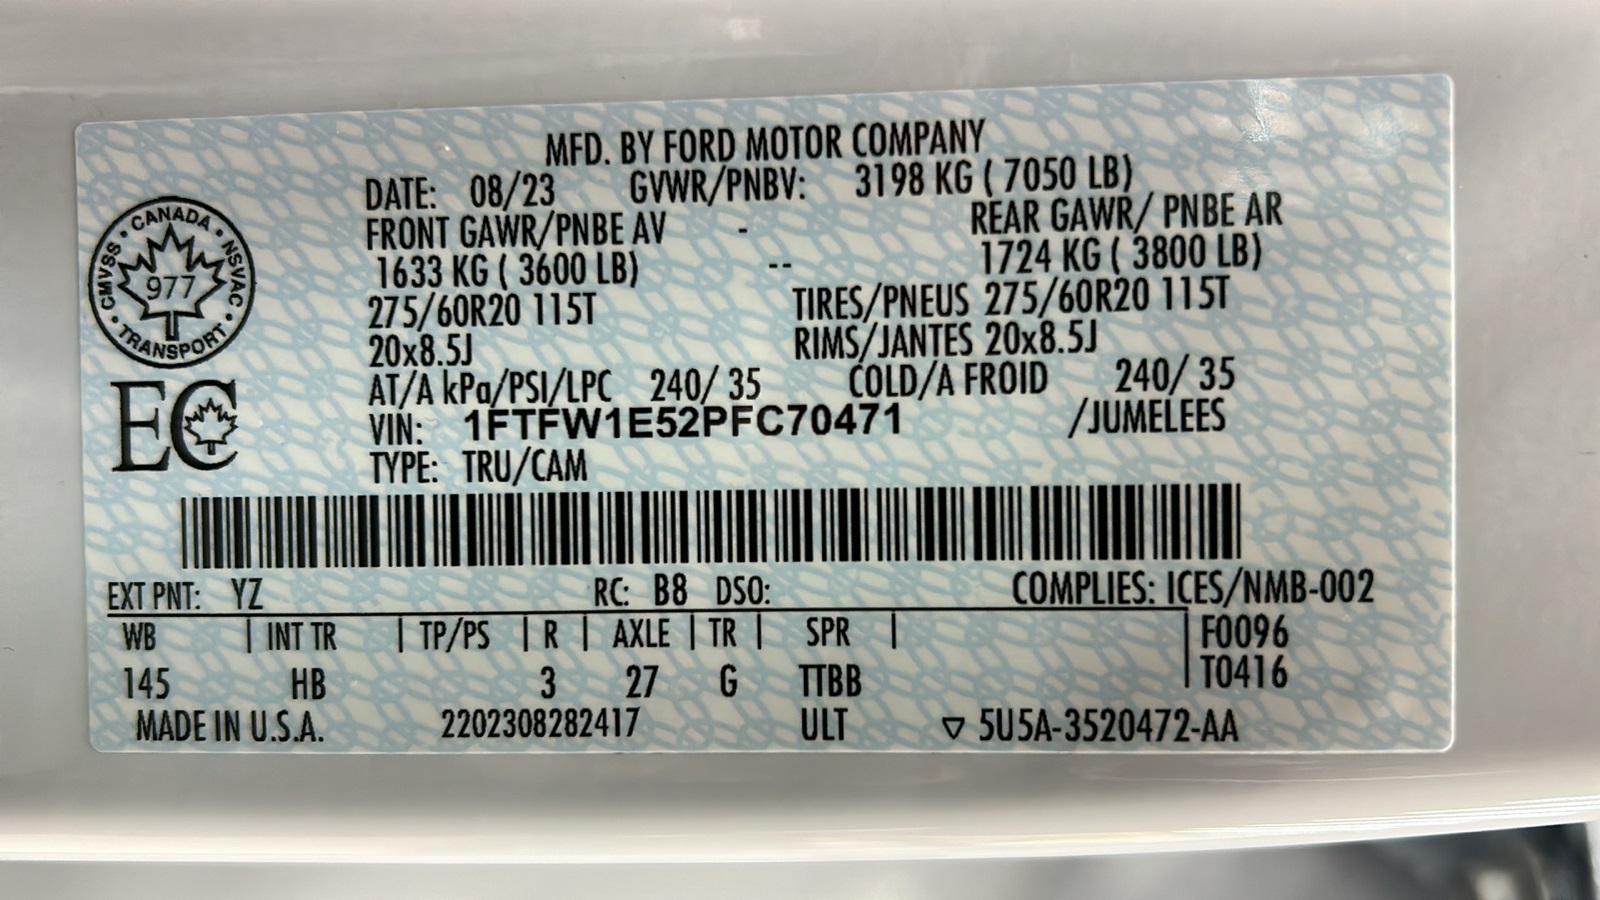 MFD. BY FORD MOTOR COMPANY
DATE: 08/23 GVWR/PNBV: 3198 KG ( 7050 LB)
FRONT GAWR/PNBE AV - REAR GAWR/ PNBE AR
1633 KG ( 3600 LB) -- 1724 KG ( 3800 LB)
275/60R20 115T TIRES/PNEUS 275/60R20 115T
20x8.5J RIMS/JANTES 20x8.5J
AT/A kPa/PSI/LPC 240/ 35 COLD/A FROID 240/ 35
VIN: 1FTFW1E52PFC70471 /JUMELEES
TYPE: TRU/CAM
CANADA • NSVAC • TRANSPORT • CMVSS •
977
EC
EXT PNT: YZ RC: B8 DSO: COMPLIES: ICES/NMB-002
WB | INT TR | TP/PS | R | AXLE | TR | SPR | F0096
145 HB 3 27 G TTBB T0416
MADE IN U.S.A. 2202308282417 ULT ▽ 5U5A-3520472-AA